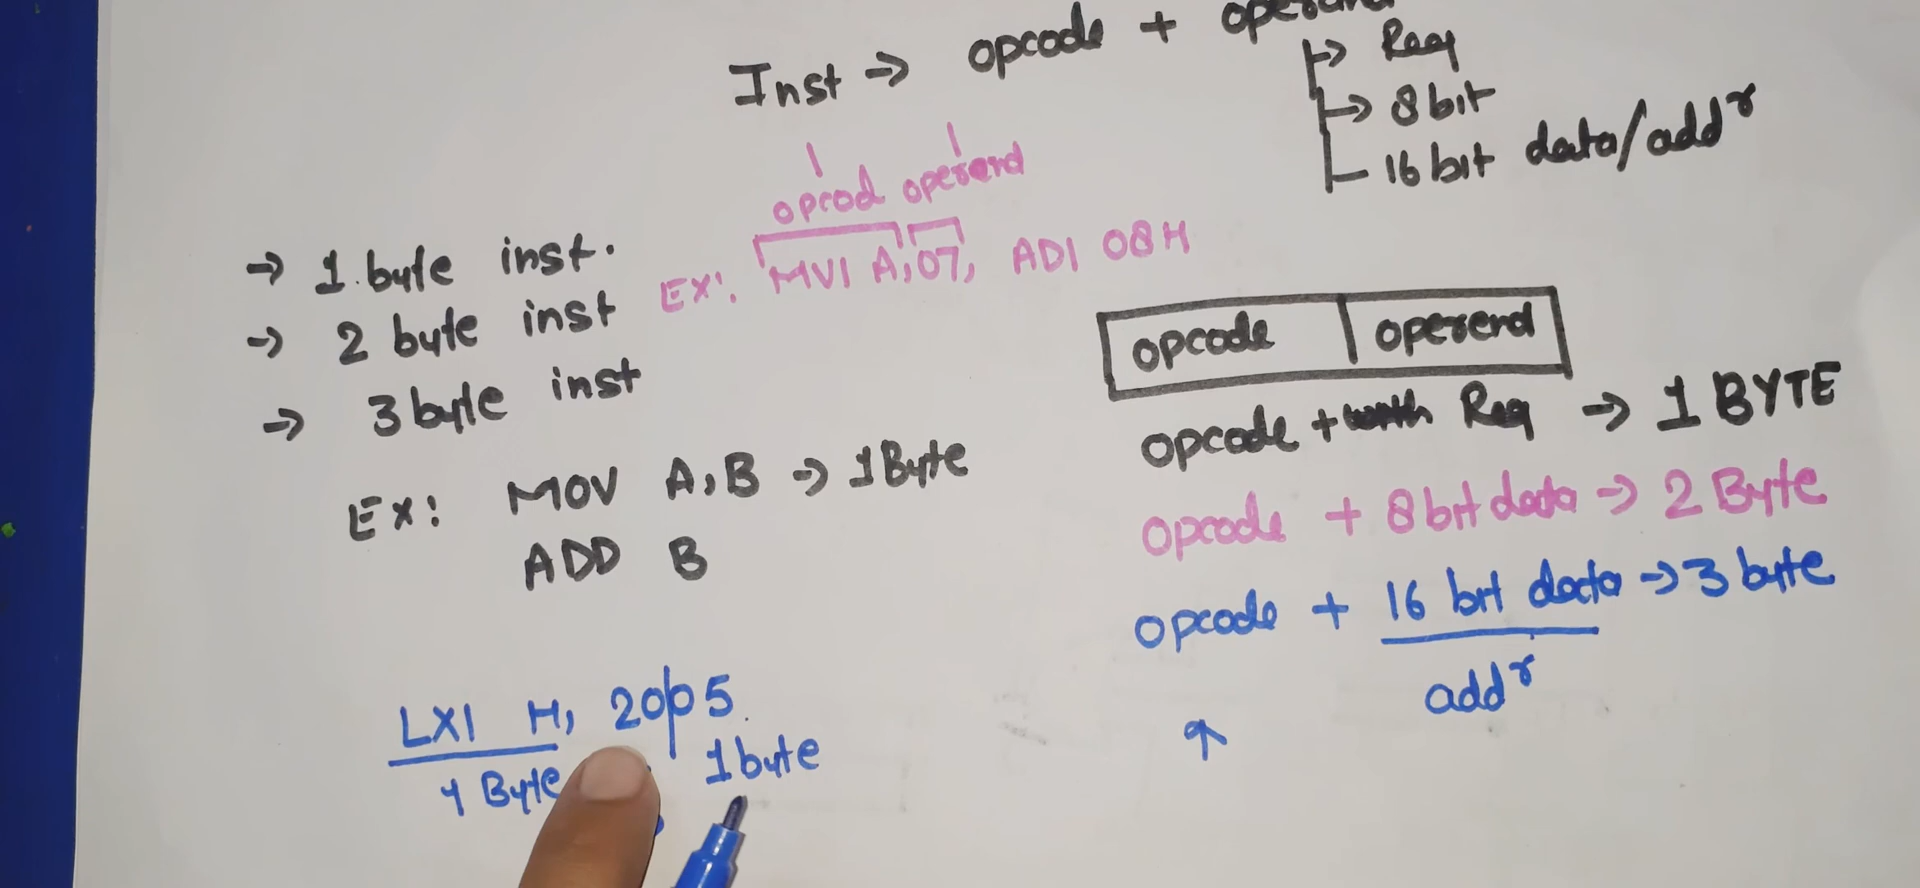 Inst → opcode + operand
→ Reg
→ 8 bit
16 bit data/addr
opcod operend
→ 1 byte inst.
EX: MVI A,07, ADI 08H
→ 2 byte inst
→ 3 byte inst
opcode | operend
opcode + Reg → 1 BYTE
EX: MOV A,B → 1 Byte
ADD B
opcode + 8 bit data → 2 Byte
opcode + 16 bit data → 3 byte
addr
LXI H, 2005
1 Byte 1 byte